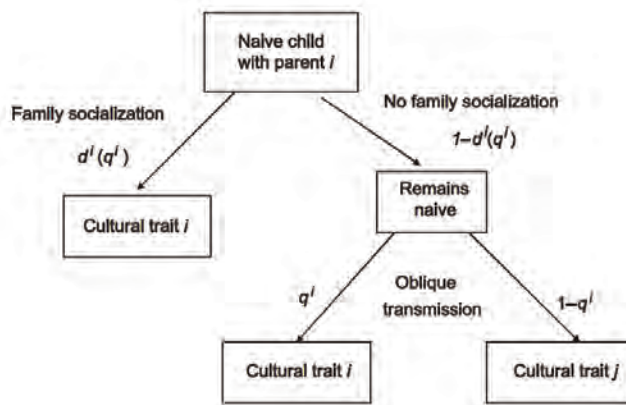 Naive child
with parent i
Family socialization
No family socialization
d^i (q^i)
1–d^i(q^i)
Remains
naive
Cultural trait i
q^i
Oblique
transmission
1–q^i
Cultural trait i
Cultural trait j